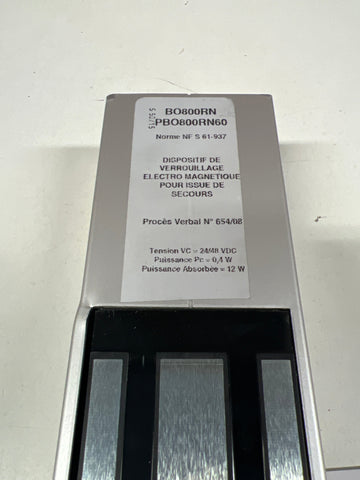 BO800RN
PBO800RN60
Norme NF S 61-937
DISPOSITIF DE
VERROUILLAGE
ELECTRO MAGNETIQUE
POUR ISSUE DE
SECOURS
Procès Verbal N° 654/08
Tension VC = 24/48 VDC
Puissance Pc = 0,4 W
Puissance Absorbée = 12 W